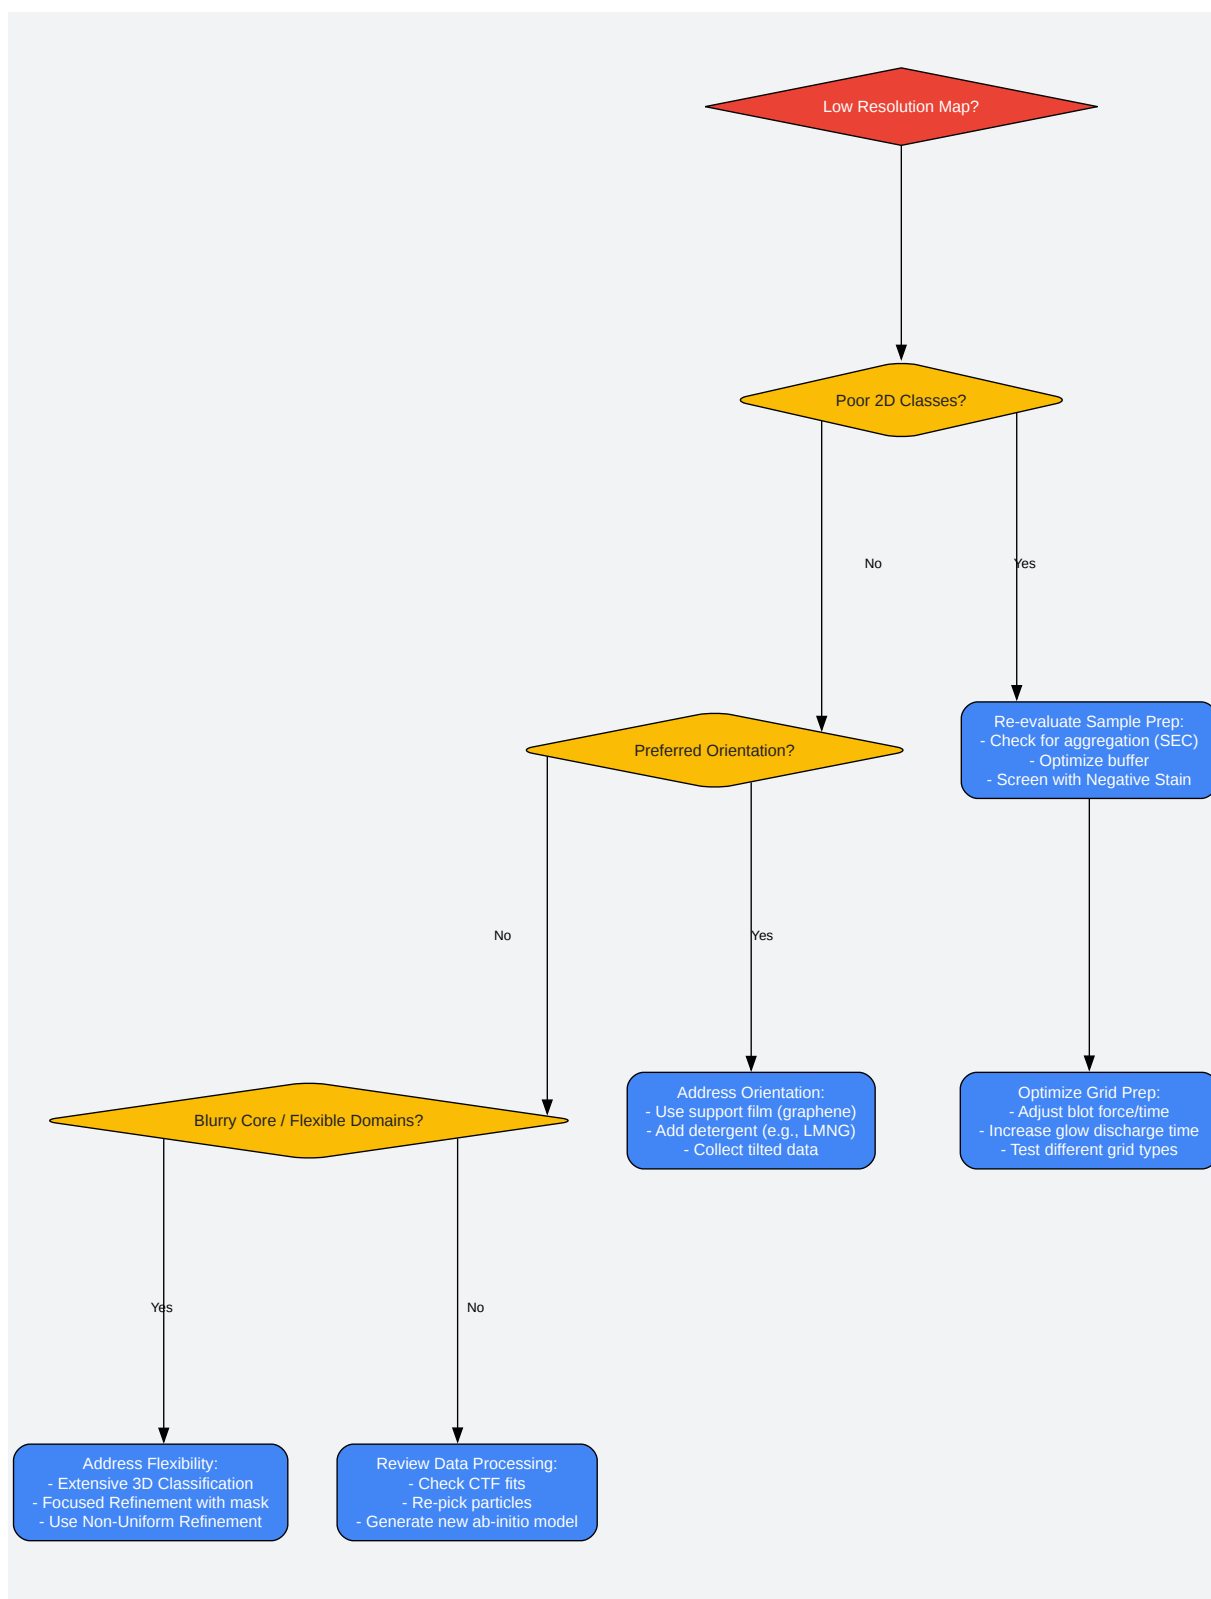 Low Resolution Map?
Poor 2D Classes?
No
Yes
Preferred Orientation?
Re-evaluate Sample Prep:
- Check for aggregation (SEC)
- Optimize buffer
- Screen with Negative Stain
No
Yes
Blurry Core / Flexible Domains?
Address Orientation:
- Use support film (graphene)
- Add detergent (e.g., LMNG)
- Collect tilted data
Optimize Grid Prep:
- Adjust blot force/time
- Increase glow discharge time
- Test different grid types
Yes
No
Address Flexibility:
- Extensive 3D Classification
- Focused Refinement with mask
- Use Non-Uniform Refinement
Review Data Processing:
- Check CTF fits
- Re-pick particles
- Generate new ab-initio model